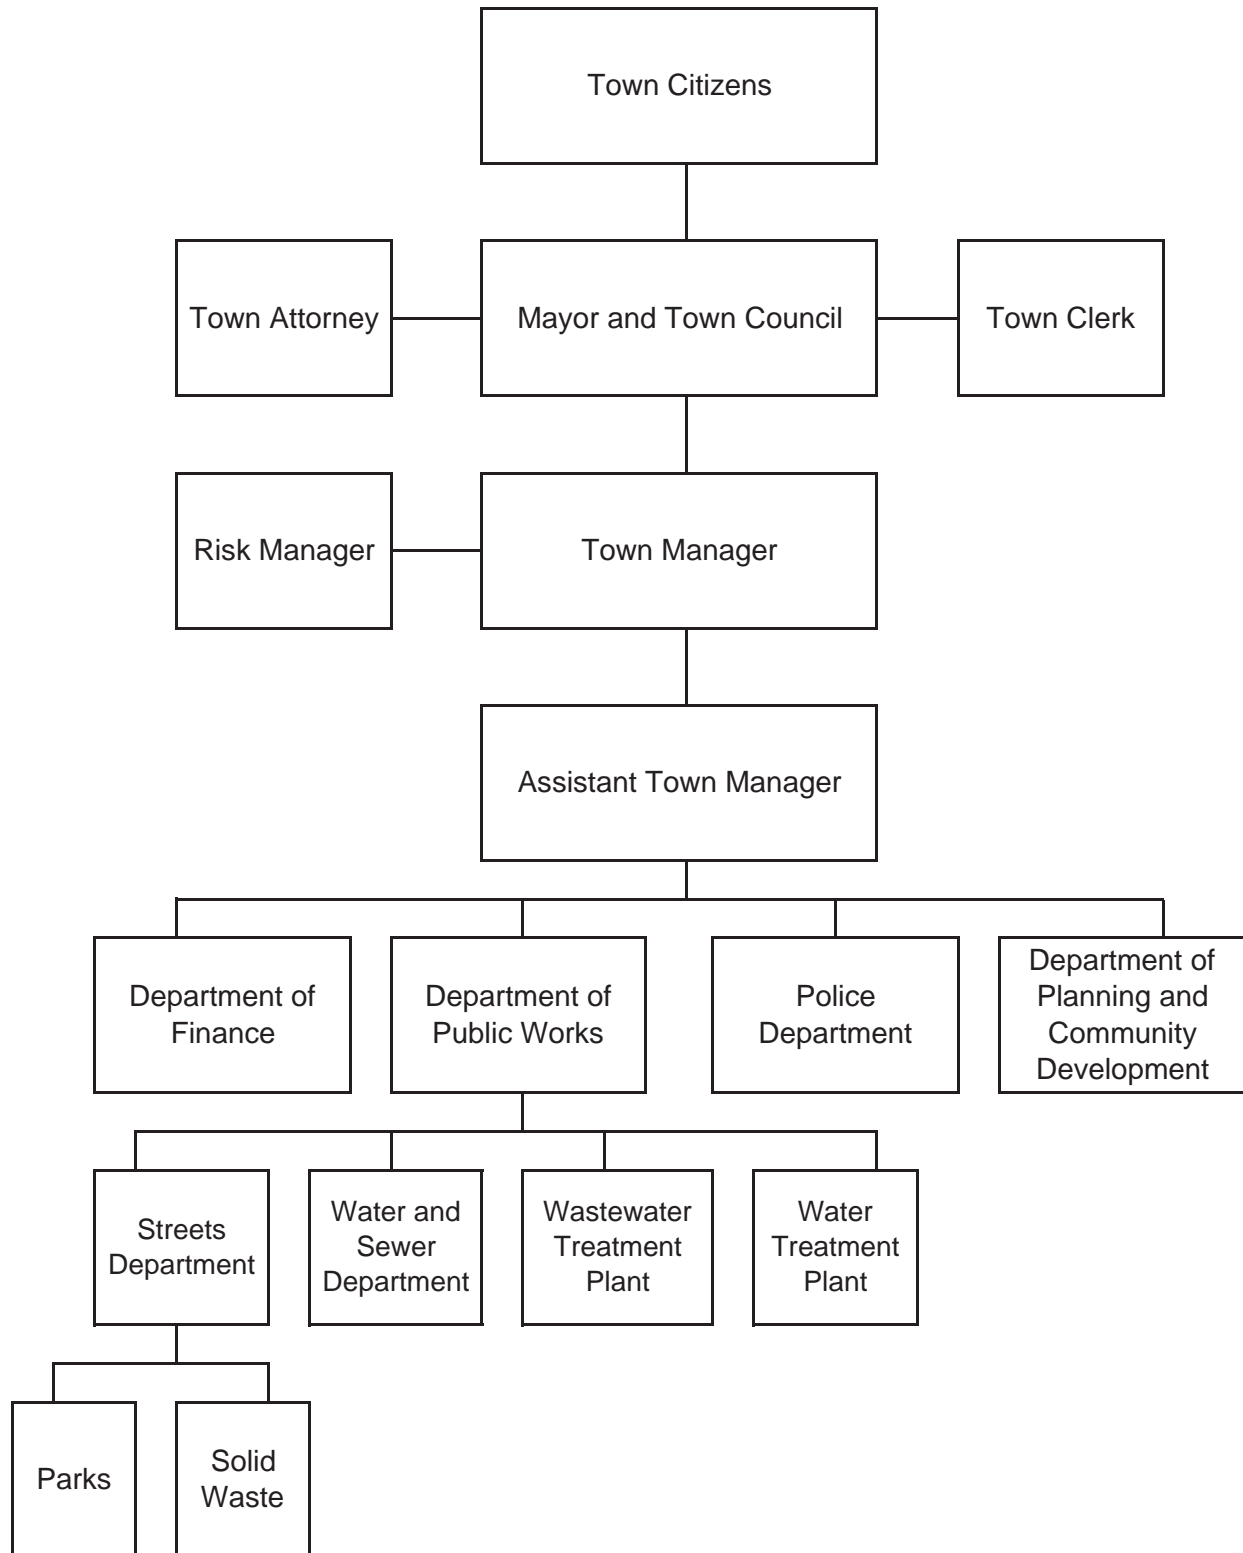 Town Citizens
Town Attorney
Mayor and Town Council
Town Clerk
Risk Manager
Town Manager
Assistant Town Manager
Department of
Finance
Department of
Public Works
Police
Department
Department of
Planning and
Community
Development
Streets
Department
Water and
Sewer
Department
Wastewater
Treatment
Plant
Water
Treatment
Plant
Parks
Solid
Waste